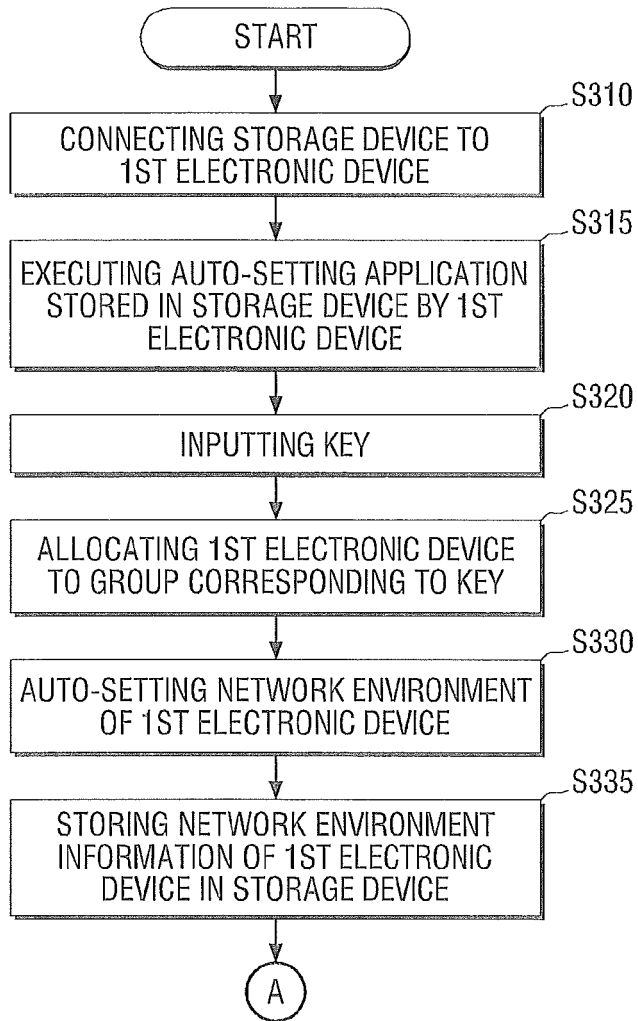 START
S310
CONNECTING STORAGE DEVICE TO
1ST ELECTRONIC DEVICE
S315
EXECUTING AUTO-SETTING APPLICATION
STORED IN STORAGE DEVICE BY 1ST
ELECTRONIC DEVICE
S320
INPUTTING KEY
S325
ALLOCATING 1ST ELECTRONIC DEVICE
TO GROUP CORRESPONDING TO KEY
S330
AUTO-SETTING NETWORK ENVIRONMENT
OF 1ST ELECTRONIC DEVICE
S335
STORING NETWORK ENVIRONMENT
INFORMATION OF 1ST ELECTRONIC
DEVICE IN STORAGE DEVICE
A